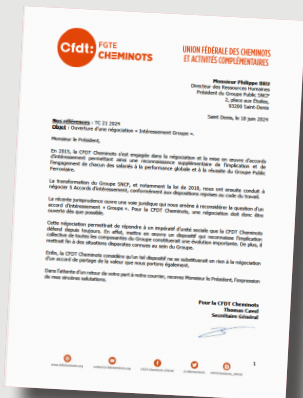 Cfdt:
FGTE
CHEMINOTS
UNION FÉDÉRALE DES CHEMINOTS
ET ACTIVITÉS COMPLÉMENTAIRES
Monsieur Philippe BRU
Directeur des Ressources Humaines
Président du Groupe Public SNCF
2, place aux Étoiles,
93200 Saint-Denis
Saint Denis, le 18 juin 2024
Nos références : TC 21 2024
Objet : Ouverture d'une négociation « Intéressement Groupe ».
Monsieur le Président,
En 2015, la CFDT Cheminots s'est engagée dans la négociation et la mise en œuvre d'accords
d'intéressement permettant ainsi une reconnaissance supplémentaire de l'implication et de
l'engagement de chacun des salariés à la performance globale et à la réussite du Groupe Public
Ferroviaire.
La transformation du Groupe SNCF, et notamment la loi de 2018, nous ont ensuite conduit à
négocier 5 Accords d'intéressement, conformément aux dispositions reprises au code du travail.
La récente jurisprudence ouvre une voie juridique qui nous amène à reconsidérer la question d'un
accord d'intéressement « Groupe ». Pour la CFDT Cheminots, une négociation doit donc être
ouverte dès que possible.
Cette négociation permettrait de répondre à un impératif d'unité sociale que la CFDT Cheminots
défend depuis toujours. En effet, mettre en œuvre un dispositif qui reconnaisse l'implication
collective de toutes les composantes du Groupe constituerait une évolution importante. De plus, il
mettrait fin à des situations disparates connues au sein du Groupe.
Enfin, la CFDT Cheminots considère qu'un tel dispositif ne se substituerait en rien à la négociation
d'un accord de partage de la valeur que nous portons également.
Dans l'attente d'un retour de votre part à notre courrier, recevez Monsieur le Président, l'expression
de mes sincères salutations.
Pour la CFDT Cheminots
Thomas Cavel
Secrétaire Général
1